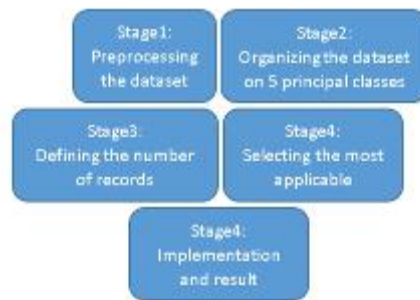 Stage1:
Preprocessing
the dataset
Stage2:
Organizing the dataset
on 5 principal classes
Stage3:
Defining the number
of records
Stage4:
Selecting the most
applicable
Stage4:
Implementation
and result